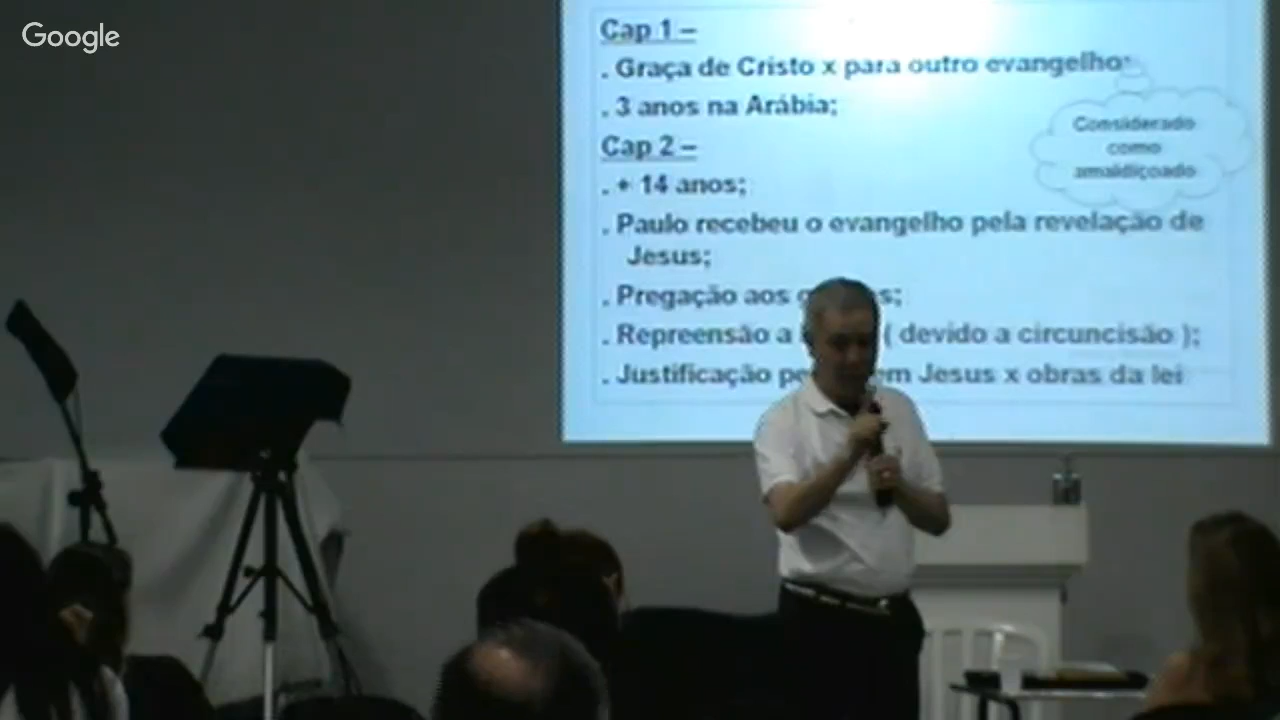 Google
Cap 1 –
. Graça de Cristo x para outro evangelho;
. 3 anos na Arábia;
Considerado
como
amaldiçoado
Cap 2 –
. + 14 anos;
. Paulo recebeu o evangelho pela revelação de
Jesus;
. Pregação aos
. Repreensão a ( devido a circuncisão );
. Justificação em Jesus x obras da lei